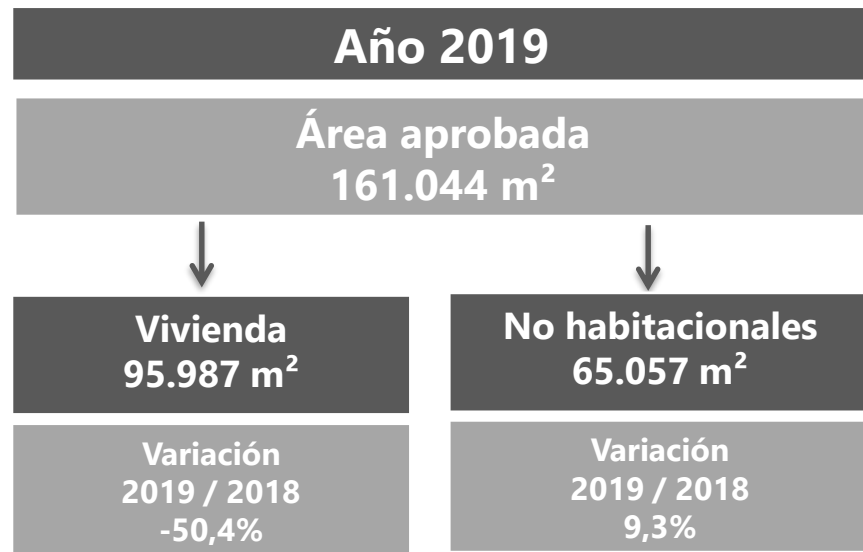 Año 2019
Área aprobada
161.044 m²
Vivienda
95.987 m²
No habitacionales
65.057 m²
Variación
2019 / 2018
-50,4%
Variación
2019 / 2018
9,3%